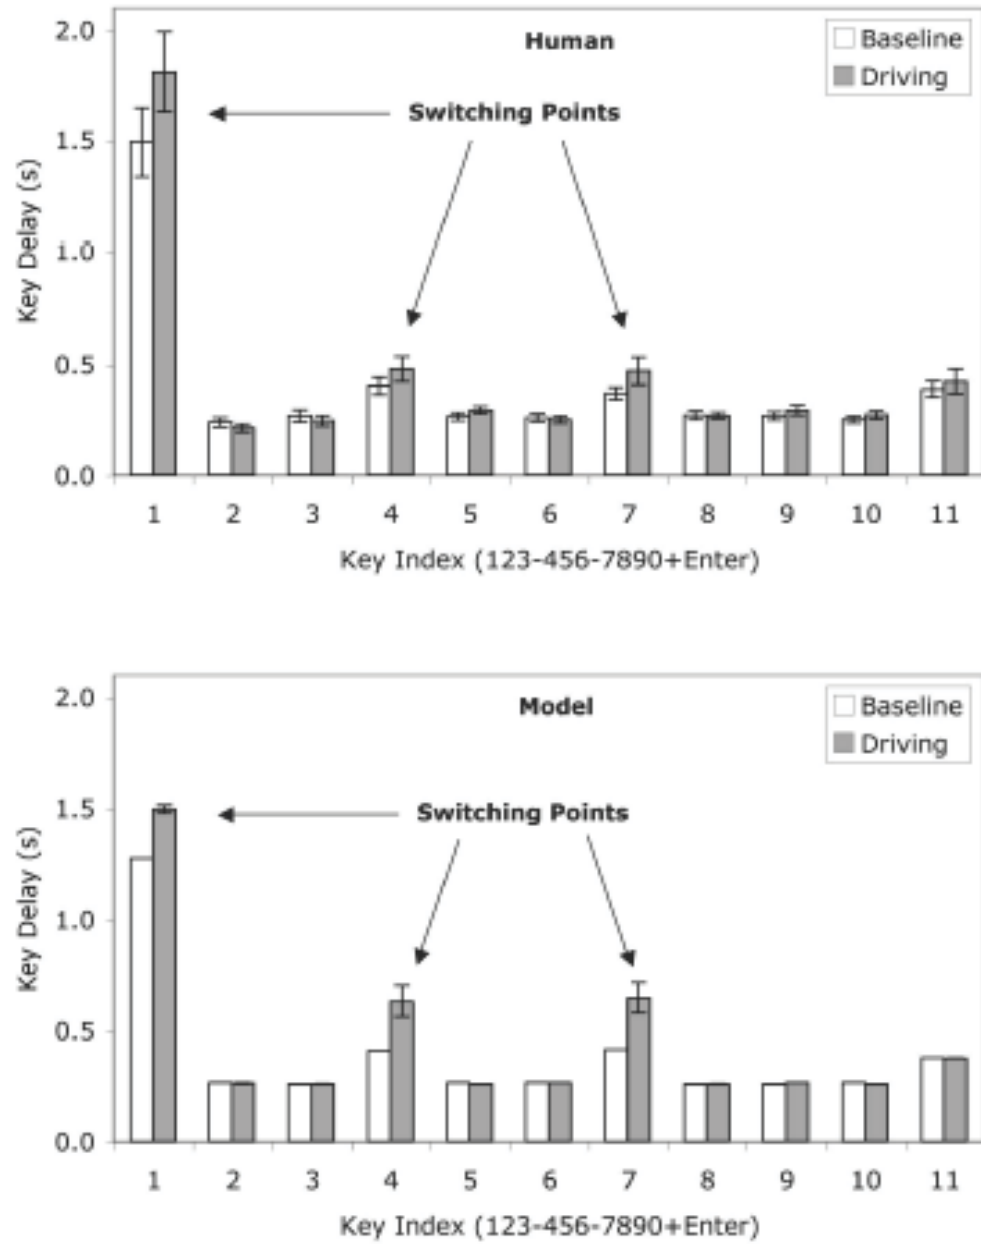 Human
Baseline
Driving
Switching Points
Key Delay (s)
2.0
1.5
1.0
0.5
0.0
1 2 3 4 5 6 7 8 9 10 11
Key Index (123-456-7890+Enter)
Model
Baseline
Driving
Switching Points
Key Delay (s)
2.0
1.5
1.0
0.5
0.0
1 2 3 4 5 6 7 8 9 10 11
Key Index (123-456-7890+Enter)